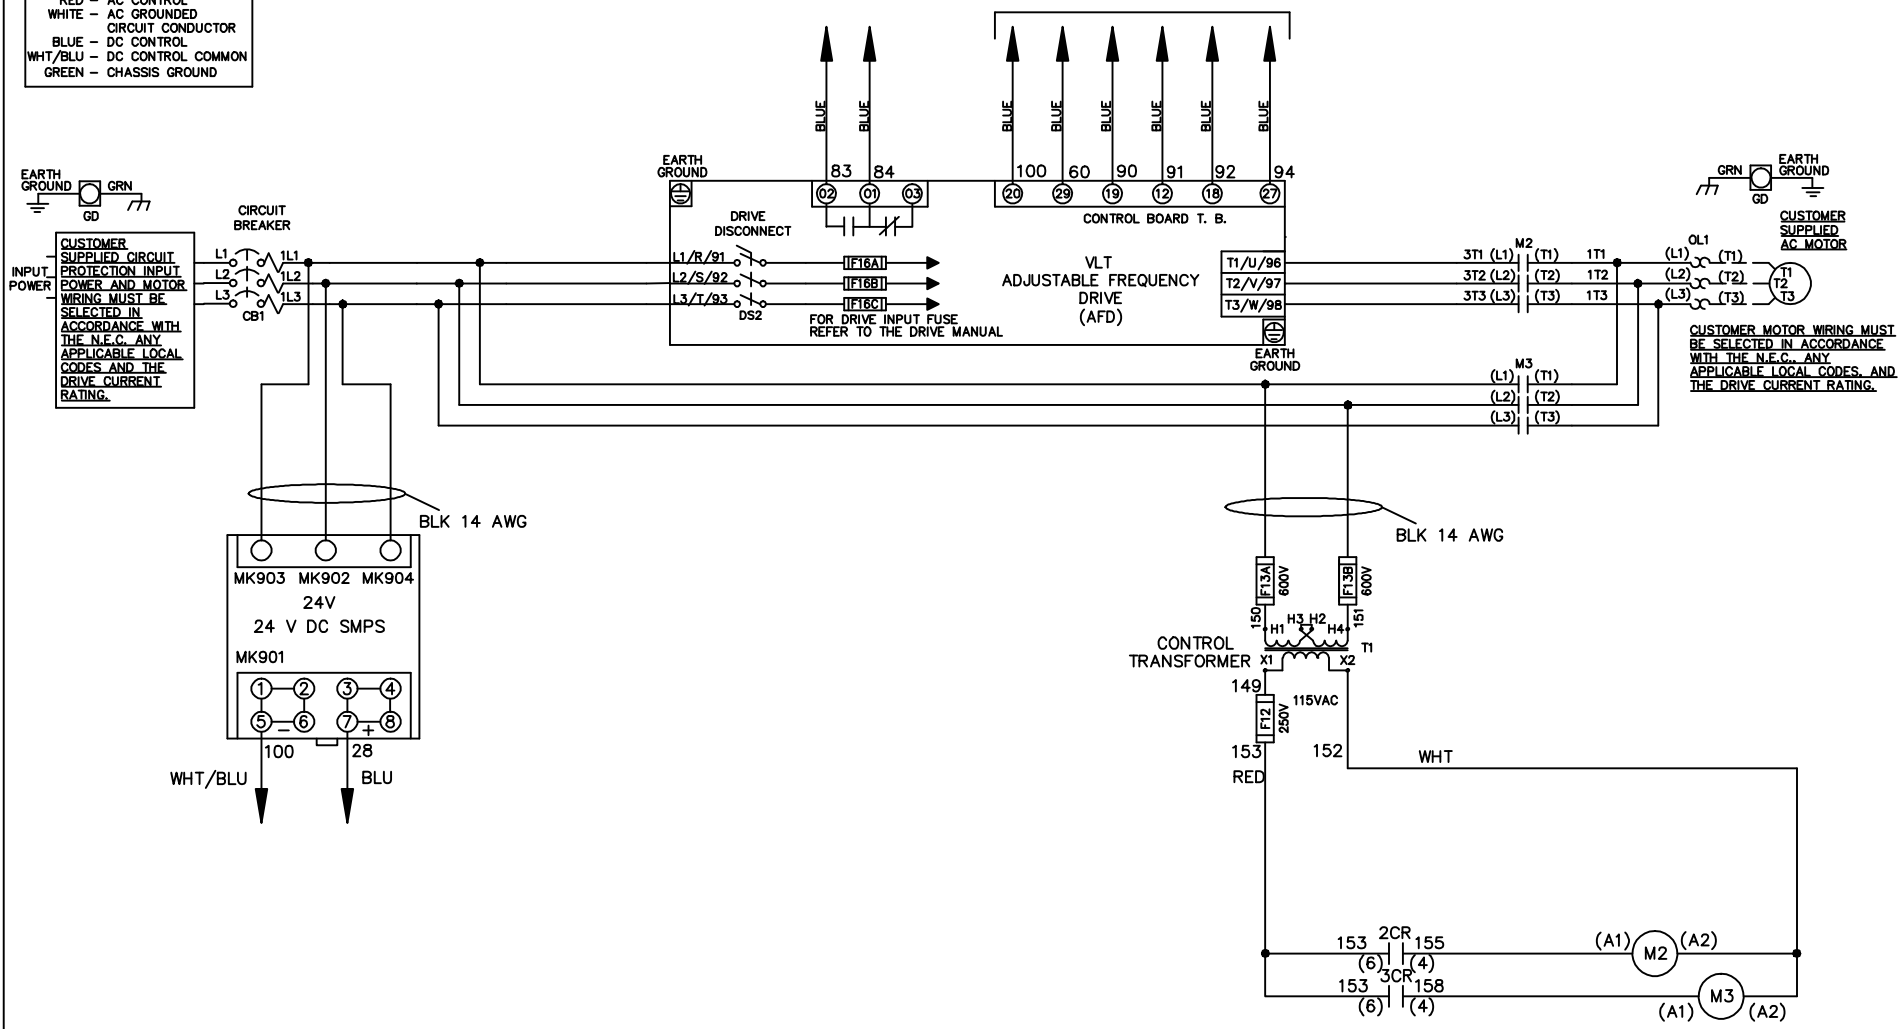 RED – AC CONTROL
WHITE – AC GROUNDED
CIRCUIT CONDUCTOR
BLUE – DC CONTROL
WHT/BLU – DC CONTROL COMMON
GREEN – CHASSIS GROUND
BLUE
BLUE
BLUE
BLUE
BLUE
BLUE
BLUE
BLUE
EARTH
GROUND
GRN
GD
CIRCUIT
BREAKER
EARTH
GROUND
83
84
02
01
03
100
60
90
91
92
94
20
29
19
12
18
27
CONTROL BOARD T. B.
GRN
EARTH
GROUND
GD
CUSTOMER
SUPPLIED
AC MOTOR
INPUT
POWER
CUSTOMER
SUPPLIED CIRCUIT
PROTECTION INPUT
POWER AND MOTOR
WIRING MUST BE
SELECTED IN
ACCORDANCE WITH
THE N.E.C. ANY
APPLICABLE LOCAL
CODES AND THE
DRIVE CURRENT
RATING.
L1
L2
L3
1L1
1L2
1L3
CB1
DRIVE
DISCONNECT
L1/R/91
L2/S/92
L3/T/93
DS2
F16A
F16B
F16C
FOR DRIVE INPUT FUSE
REFER TO THE DRIVE MANUAL
VLT
ADJUSTABLE FREQUENCY
DRIVE
(AFD)
T1/U/96
T2/V/97
T3/W/98
EARTH
GROUND
M2
3T1 (L1) (T1) 1T1
3T2 (L2) (T2) 1T2
3T3 (L3) (T3) 1T3
OL1
(L1) (T1)
(L2) (T2)
(L3) (T3)
T1
T2
T3
CUSTOMER MOTOR WIRING MUST
BE SELECTED IN ACCORDANCE
WITH THE N.E.C., ANY
APPLICABLE LOCAL CODES, AND
THE DRIVE CURRENT RATING.
M3
(L1) (T1)
(L2) (T2)
(L3) (T3)
BLK 14 AWG
BLK 14 AWG
MK903 MK902 MK904
24V
24 V DC SMPS
MK901
1 2 3 4
5 6 7 8
– +
100
28
WHT/BLU
BLU
F13A
600V
F13B
600V
150
151
H1 H3 H2 H4
T1
CONTROL
TRANSFORMER
X1 X2
149
115VAC
F12
250V
153
RED
152
WHT
153 2CR 155
(6) (4)
(A1) M2 (A2)
153 3CR 158
(6) (4)
(A1) M3 (A2)